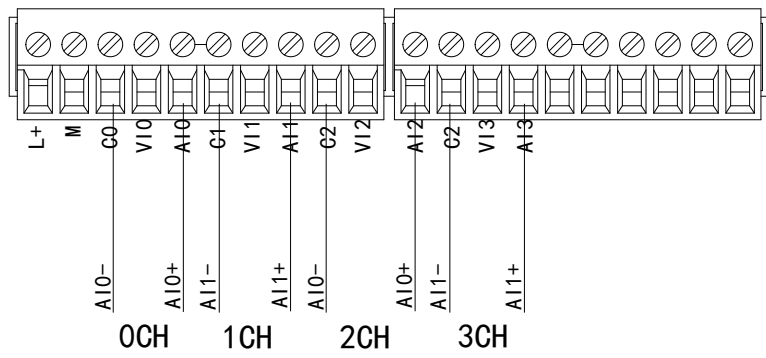 L+ M C0 VI0 AI0 C1 VI1 AI1 C2 VI2 AI2 C2 VI3 AI3
AI0- AI0+ AI1- AI1+ AI0- AI0+ AI1- AI1+
0CH 1CH 2CH 3CH